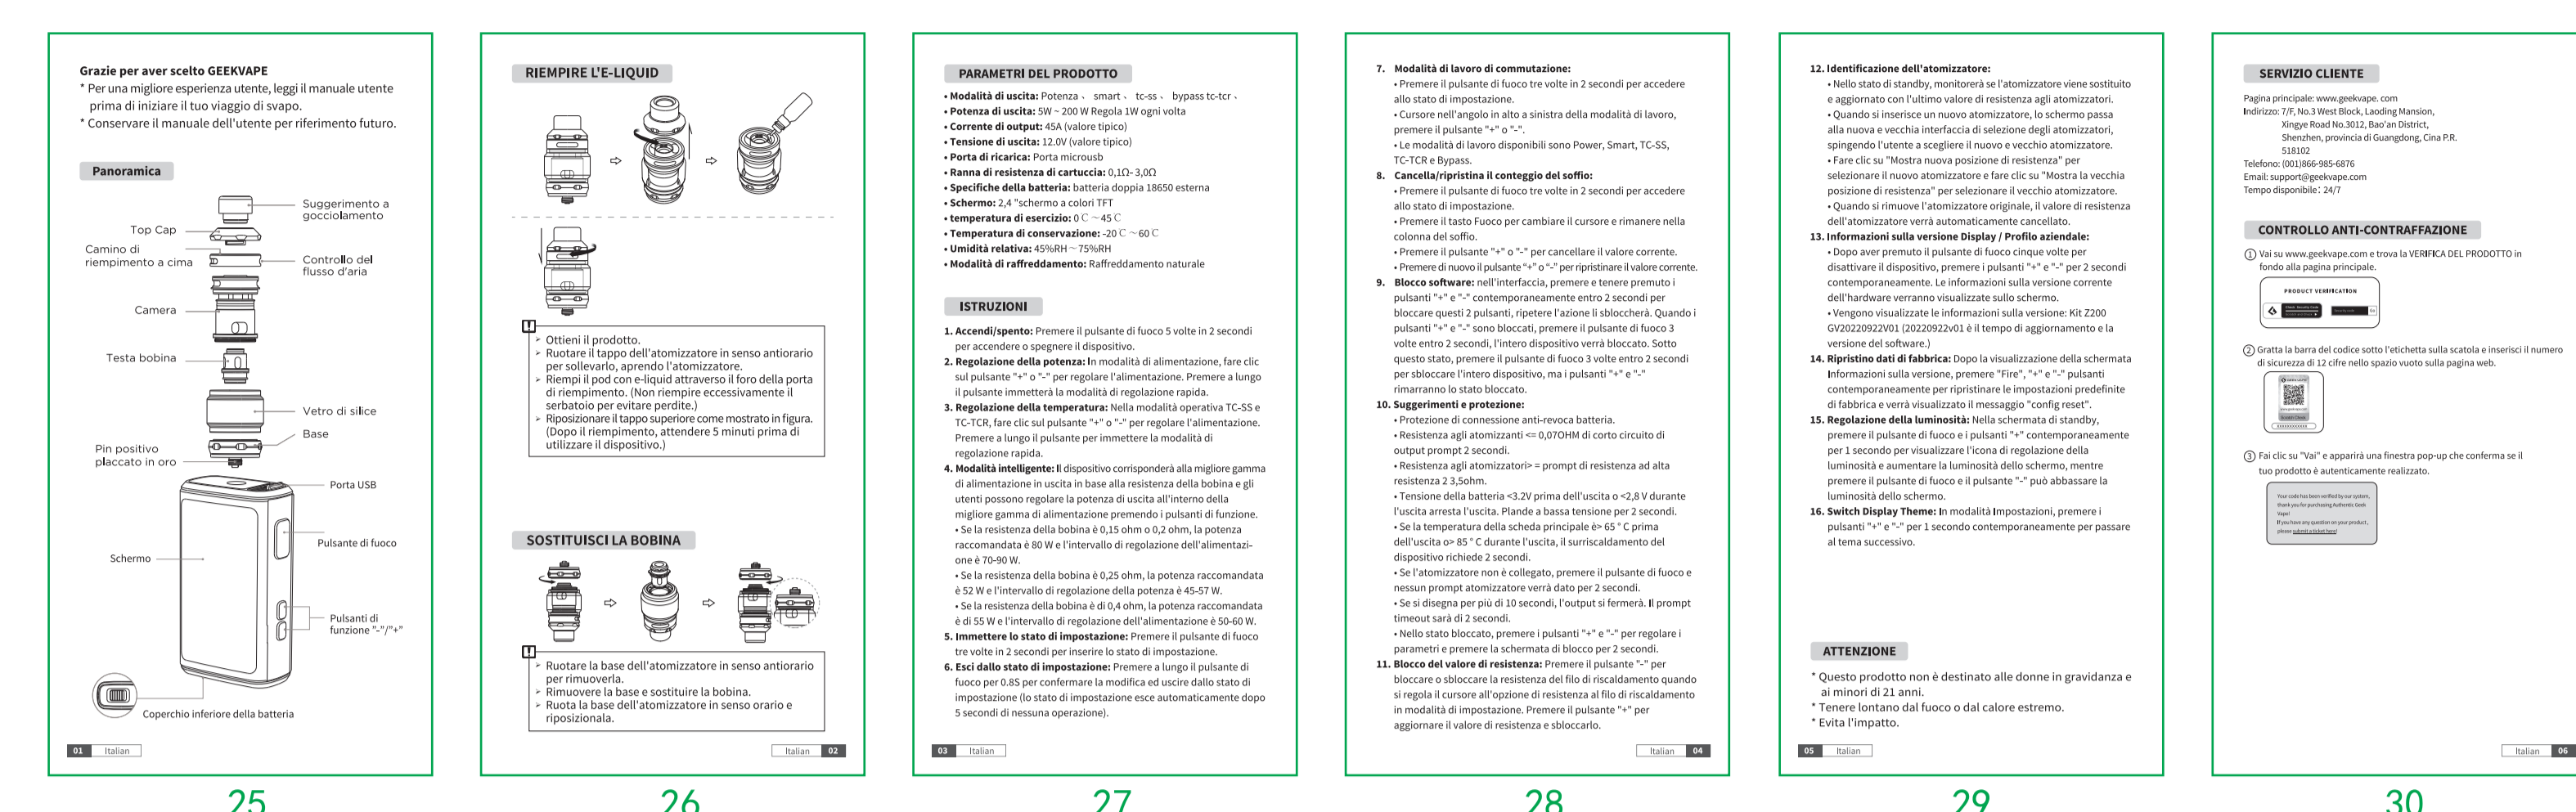 Grazie per aver scelto GEEKVAPE
* Per una migliore esperienza utente, leggi il manuale utente
prima di iniziare il tuo viaggio di svapo.
* Conservare il manuale dell'utente per riferimento futuro.
Panoramica
Suggerimento a
gocciolamento
Top Cap
Camino di
riempimento a cima
Controllo del
flusso d'aria
Camera
Testa bobina
Vetro di silice
Base
Pin positivo
placcato in oro
Porta USB
Pulsante di fuoco
Schermo
Pulsanti di
funzione "-"/"+"
Coperchio inferiore della batteria
01 Italian
25
RIEMPIRE L'E-LIQUID
Ottieni il prodotto.
Ruotare il tappo dell'atomizzatore in senso antiorario
per sollevarlo, aprendo l'atomizzatore.
Riempi il pod con e-liquid attraverso il foro della porta
di riempimento. (Non riempire eccessivamente il
serbatoio per evitare perdite.)
Riposizionare il tappo superiore come mostrato in figura.
(Dopo il riempimento, attendere 5 minuti prima di
utilizzare il dispositivo.)
SOSTITUISCI LA BOBINA
Ruotare la base dell'atomizzatore in senso antiorario
per rimuoverla.
Rimuovere la base e sostituire la bobina.
Ruota la base dell'atomizzatore in senso orario e
riposizionala.
Italian 02
26
PARAMETRI DEL PRODOTTO
• Modalità di uscita: Potenza、 smart、 tc-ss、 bypass tc-tcr、
• Potenza di uscita: 5W ~ 200 W Regola 1W ogni volta
• Corrente di output: 45A (valore tipico)
• Tensione di uscita: 12.0V (valore tipico)
• Porta di ricarica: Porta microusb
• Ranna di resistenza di cartuccia: 0,1Ω- 3,0Ω
• Specifiche della batteria: batteria doppia 18650 esterna
• Schermo: 2,4 "schermo a colori TFT
• temperatura di esercizio: 0 C ~ 45 C
• Temperatura di conservazione: -20 C ~ 60 C
• Umidità relativa: 45%RH ~ 75%RH
• Modalità di raffreddamento: Raffreddamento naturale
ISTRUZIONI
1. Accendi/spento: Premere il pulsante di fuoco 5 volte in 2 secondi
per accendere o spegnere il dispositivo.
2. Regolazione della potenza: In modalità di alimentazione, fare clic
sul pulsante "+" o "-" per regolare l'alimentazione. Premere a lungo
il pulsante immetterà la modalità di regolazione rapida.
3. Regolazione della temperatura: Nella modalità operativa TC-SS e
TC-TCR, fare clic sul pulsante "+" o "-" per regolare l'alimentazione.
Premere a lungo il pulsante per immettere la modalità di
regolazione rapida.
4. Modalità intelligente: Il dispositivo corrisponderà alla migliore gamma
di alimentazione in uscita in base alla resistenza della bobina e gli
utenti possono regolare la potenza di uscita all'interno della
migliore gamma di alimentazione premendo i pulsanti di funzione.
• Se la resistenza della bobina è 0,15 ohm o 0,2 ohm, la potenza
raccomandata è 80 W e l'intervallo di regolazione dell'alimentazi-
one è 70-90 W.
• Se la resistenza della bobina è 0,25 ohm, la potenza raccomandata
è 52 W e l'intervallo di regolazione della potenza è 45-57 W.
• Se la resistenza della bobina è di 0,4 ohm, la potenza raccomandata
è di 55 W e l'intervallo di regolazione dell'alimentazione è 50-60 W.
5. Immettere lo stato di impostazione: Premere il pulsante di fuoco
tre volte in 2 secondi per inserire lo stato di impostazione.
6. Esci dallo stato di impostazione: Premere a lungo il pulsante di
fuoco per 0.8S per confermare la modifica ed uscire dallo stato di
impostazione (lo stato di impostazione esce automaticamente dopo
5 secondi di nessuna operazione).
03 Italian
27
7. Modalità di lavoro di commutazione:
• Premere il pulsante di fuoco tre volte in 2 secondi per accedere
allo stato di impostazione.
• Cursore nell'angolo in alto a sinistra della modalità di lavoro,
premere il pulsante "+" o "-".
• Le modalità di lavoro disponibili sono Power, Smart, TC-SS,
TC-TCR e Bypass.
8. Cancella/ripristina il conteggio del soffio:
• Premere il pulsante di fuoco tre volte in 2 secondi per accedere
allo stato di impostazione.
• Premere il tasto Fuoco per cambiare il cursore e rimanere nella
colonna del soffio.
• Premere il pulsante "+" o "-" per cancellare il valore corrente.
• Premere di nuovo il pulsante "+" o "-" per ripristinare il valore corrente.
9. Blocco software: nell'interfaccia, premere e tenere premuto i
pulsanti "+" e "-" contemporaneamente entro 2 secondi per
bloccare questi 2 pulsanti, ripetere l'azione li sbloccherà. Quando i
pulsanti "+" e "-" sono bloccati, premere il pulsante di fuoco 3
volte entro 2 secondi, l'intero dispositivo verrà bloccato. Sotto
questo stato, premere il pulsante di fuoco 3 volte entro 2 secondi
per sbloccare l'intero dispositivo, ma i pulsanti "+" e "-"
rimarranno lo stato bloccato.
10. Suggerimenti e protezione:
• Protezione di connessione anti-revoca batteria.
• Resistenza agli atomizzanti <= 0,07OHM di corto circuito di
output prompt 2 secondi.
• Resistenza agli atomizzatori> = prompt di resistenza ad alta
resistenza 2 3,5ohm.
• Tensione della batteria <3.2V prima dell'uscita o <2,8 V durante
l'uscita arresta l'uscita. Plande a bassa tensione per 2 secondi.
• Se la temperatura della scheda principale è> 65 ° C prima
dell'uscita o> 85 ° C durante l'uscita, il surriscaldamento del
dispositivo richiede 2 secondi.
• Se l'atomizzatore non è collegato, premere il pulsante di fuoco e
nessun prompt atomizzatore verrà dato per 2 secondi.
• Se si disegna per più di 10 secondi, l'output si fermerà. Il prompt
timeout sarà di 2 secondi.
• Nello stato bloccato, premere i pulsanti "+" e "-" per regolare i
parametri e premere la schermata di blocco per 2 secondi.
11. Blocco del valore di resistenza: Premere il pulsante "-" per
bloccare o sbloccare la resistenza del filo di riscaldamento quando
si regola il cursore all'opzione di resistenza al filo di riscaldamento
in modalità di impostazione. Premere il pulsante "+" per
aggiornare il valore di resistenza e sbloccarlo.
Italian 04
28
12. Identificazione dell'atomizzatore:
• Nello stato di standby, monitorerà se l'atomizzatore viene sostituito
e aggiornato con l'ultimo valore di resistenza agli atomizzatori.
• Quando si inserisce un nuovo atomizzatore, lo schermo passa
alla nuova e vecchia interfaccia di selezione degli atomizzatori,
spingendo l'utente a scegliere il nuovo e vecchio atomizzatore.
• Fare clic su "Mostra nuova posizione di resistenza" per
selezionare il nuovo atomizzatore e fare clic su "Mostra la vecchia
posizione di resistenza" per selezionare il vecchio atomizzatore.
• Quando si rimuove l'atomizzatore originale, il valore di resistenza
dell'atomizzatore verrà automaticamente cancellato.
13. Informazioni sulla versione Display / Profilo aziendale:
• Dopo aver premuto il pulsante di fuoco cinque volte per
disattivare il dispositivo, premere i pulsanti "+" e "-" per 2 secondi
contemporaneamente. Le informazioni sulla versione corrente
dell'hardware verranno visualizzate sullo schermo.
• Vengono visualizzate le informazioni sulla versione: Kit Z200
GV20220922V01 (20220922v01 è il tempo di aggiornamento e la
versione del software.)
14. Ripristino dati di fabbrica: Dopo la visualizzazione della schermata
Informazioni sulla versione, premere "Fire", "+" e "-" pulsanti
contemporaneamente per ripristinare le impostazioni predefinite
di fabbrica e verrà visualizzato il messaggio "config reset".
15. Regolazione della luminosità: Nella schermata di standby,
premere il pulsante di fuoco e i pulsanti "+" contemporaneamente
per 1 secondo per visualizzare l'icona di regolazione della
luminosità e aumentare la luminosità dello schermo, mentre
premere il pulsante di fuoco e il pulsante "-" può abbassare la
luminosità dello schermo.
16. Switch Display Theme: In modalità Impostazioni, premere i
pulsanti "+" e "-" per 1 secondo contemporaneamente per passare
al tema successivo.
ATTENZIONE
* Questo prodotto non è destinato alle donne in gravidanza e
ai minori di 21 anni.
* Tenere lontano dal fuoco o dal calore estremo.
* Evita l'impatto.
05 Italian
29
SERVIZIO CLIENTE
Pagina principale: www.geekvape. com
Indirizzo: 7/F, No.3 West Block, Laoding Mansion,
Xingye Road No.3012, Bao'an District,
Shenzhen, provincia di Guangdong, Cina P.R.
518102
Telefono: (001)866-985-6876
Email: support@geekvape.com
Tempo disponibile：24/7
CONTROLLO ANTI-CONTRAFFAZIONE
① Vai su www.geekvape.com e trova la VERIFICA DEL PRODOTTO in
fondo alla pagina principale.
PRODUCT VERIFICATION
② Gratta la barra del codice sotto l'etichetta sulla scatola e inserisci il numero
di sicurezza di 12 cifre nello spazio vuoto sulla pagina web.
③ Fai clic su "Vai" e apparirà una finestra pop-up che conferma se il
tuo prodotto è autenticamente realizzato.
Your code has been verified by our system,
thank you for purchasing Authentic Geek
Vape!
If you have any question on your product,
please submit a ticket here!
Italian 06
30